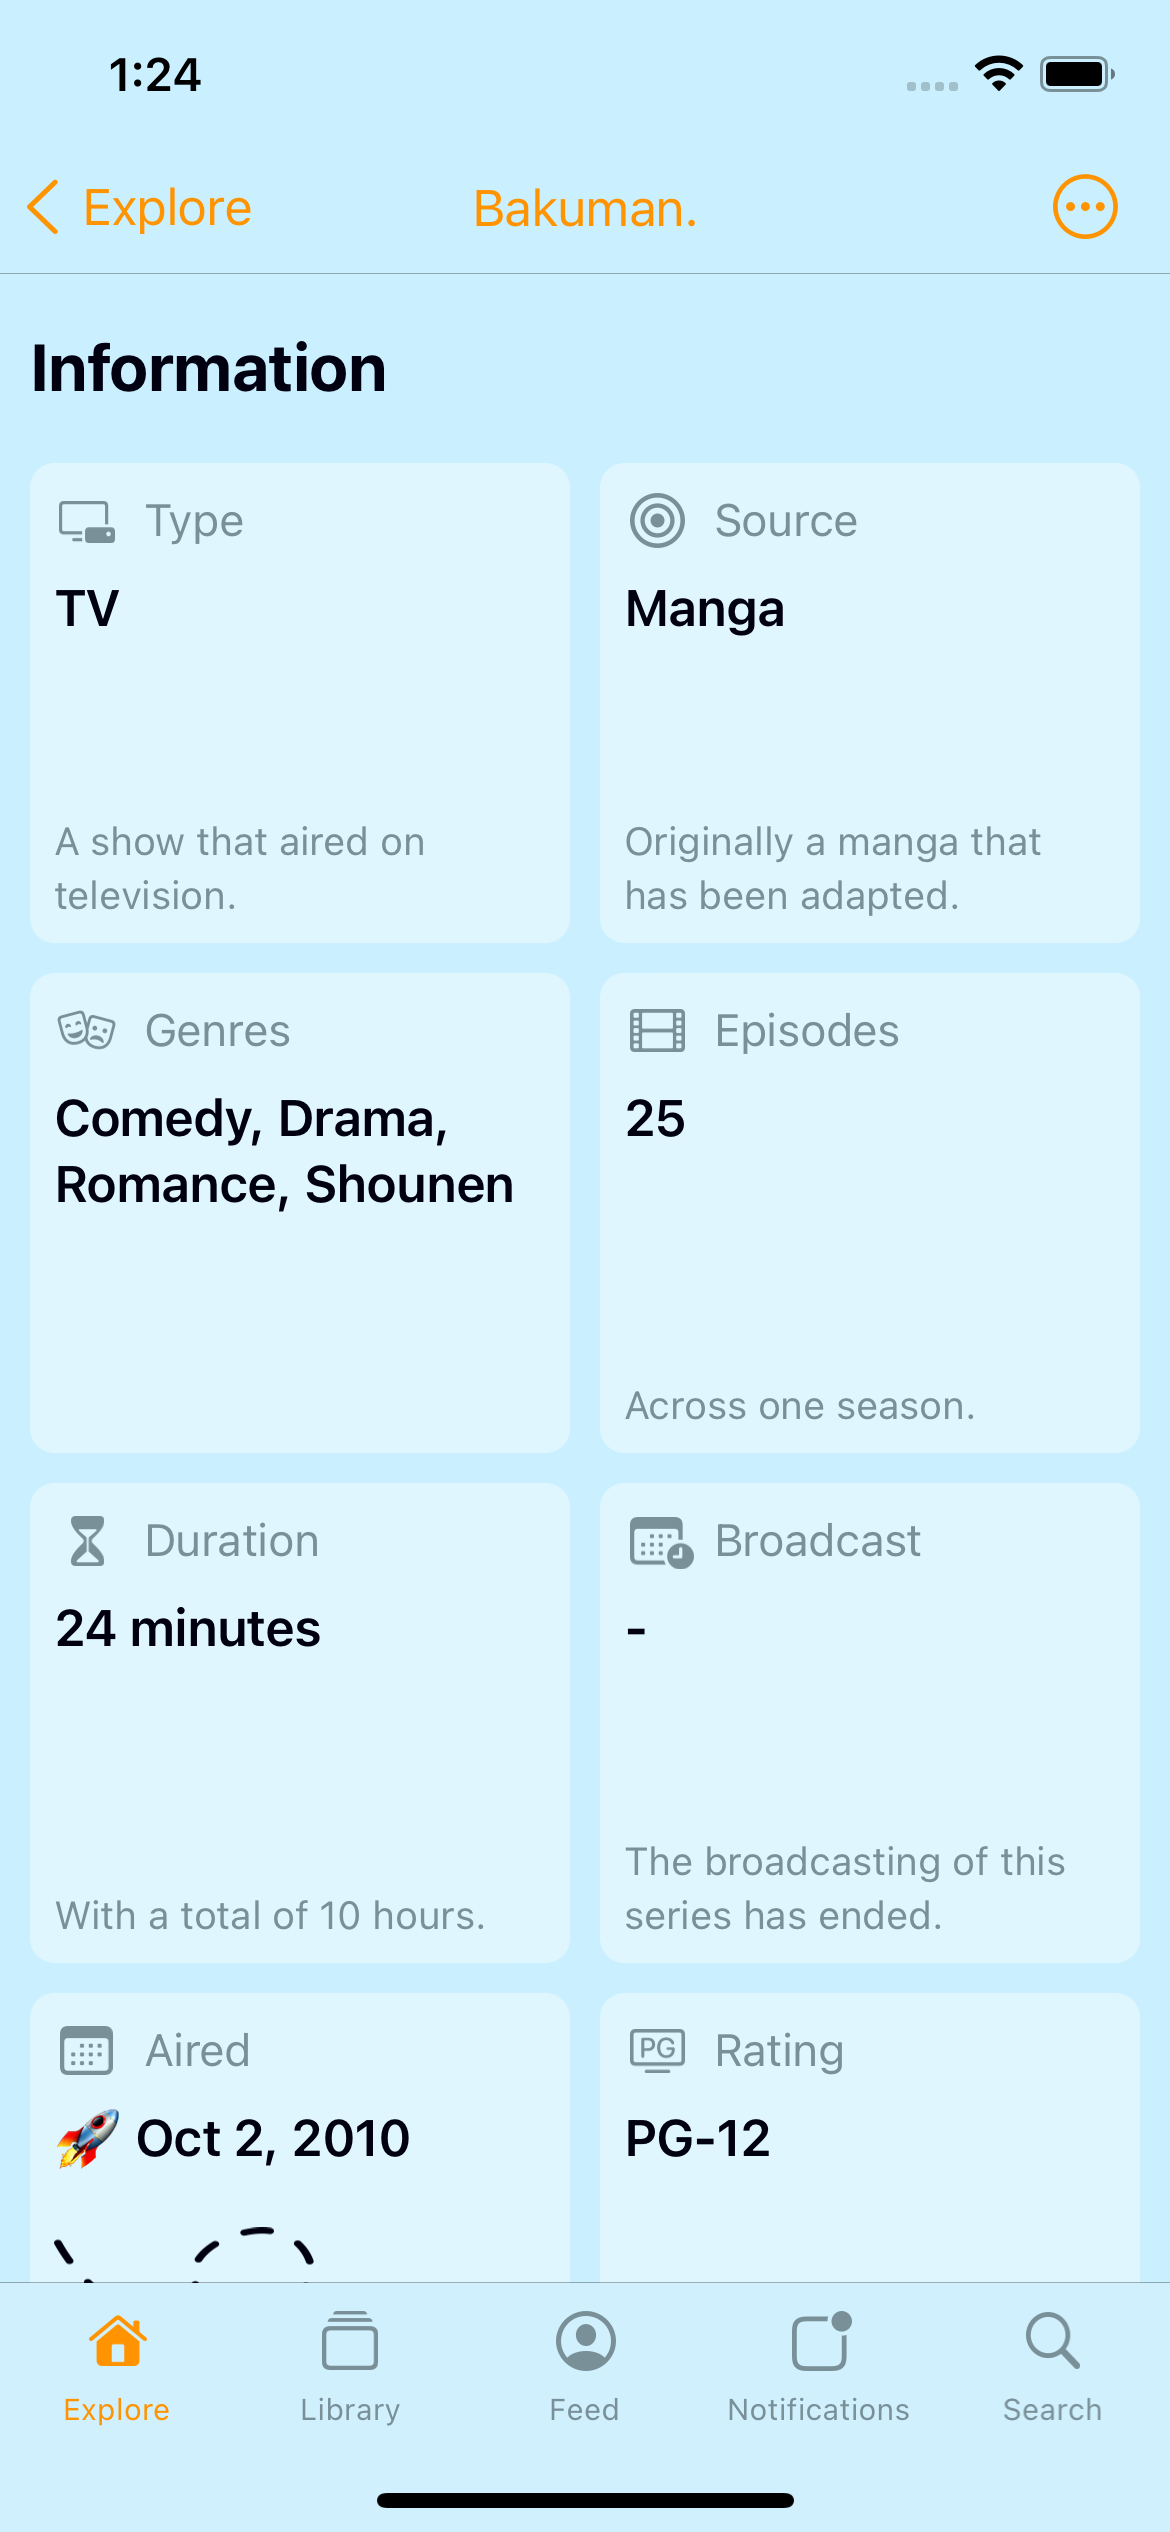 1:24
Explore
Bakuman.
Information
Type
TV
A show that aired on
television.
Source
Manga
Originally a manga that
has been adapted.
Genres
Comedy, Drama,
Romance, Shounen
Episodes
25
Across one season.
Duration
24 minutes
With a total of 10 hours.
Broadcast
-
The broadcasting of this
series has ended.
Aired
🚀 Oct 2, 2010
PG
Rating
PG-12
Explore
Library
Feed
Notifications
Search